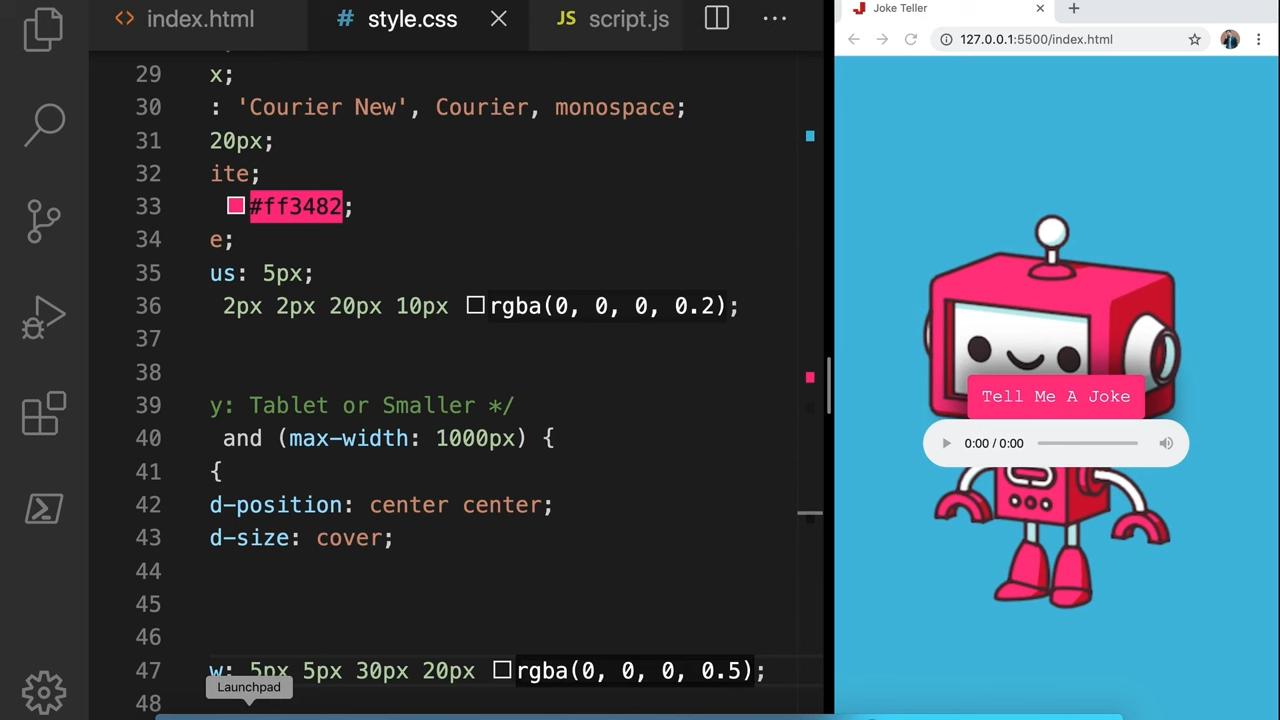 index.html
# style.css
JS script.js
29 x;
30 : 'Courier New', Courier, monospace;
31 20px;
32 ite;
33 #ff3482;
34 e;
35 us: 5px;
36 2px 2px 20px 10px rgba(0, 0, 0, 0.2);
37
38
39 y: Tablet or Smaller */
40 and (max-width: 1000px) {
41 {
42 d-position: center center;
43 d-size: cover;
44
45
46
47 w: 5px 5px 30px 20px rgba(0, 0, 0, 0.5);
48
Launchpad
Joke Teller
127.0.0.1:5500/index.html
Tell Me A Joke
0:00 / 0:00